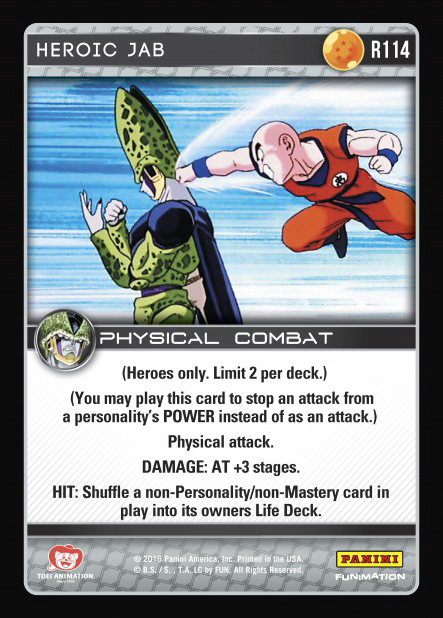 HEROIC JAB
R114
PHYSICAL COMBAT
(Heroes only. Limit 2 per deck.)
(You may play this card to stop an attack from
a personality's POWER instead of as an attack.)
Physical attack.
DAMAGE: AT +3 stages.
HIT: Shuffle a non-Personality/non-Mastery card in
play into its owners Life Deck.
TOEI ANIMATION
© 2016 Panini America, Inc. Printed in the USA.
© B.S. / S., T.A. LC by FUN. All Rights Reserved.
PANINI
FUNIMATION